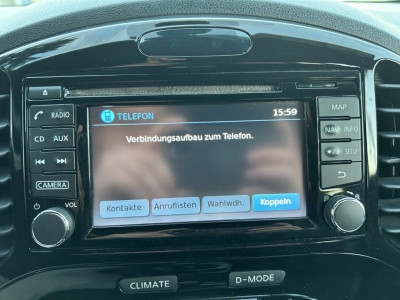 RADIO
CD AUX
CAMERA
VOL
TELEFON 15:59
Verbindungsaufbau zum Telefon.
Kontakte Anruflisten Wahlwdh. Koppeln
MAP
NAVI INFO
SETUP
CLIMATE D-MODE